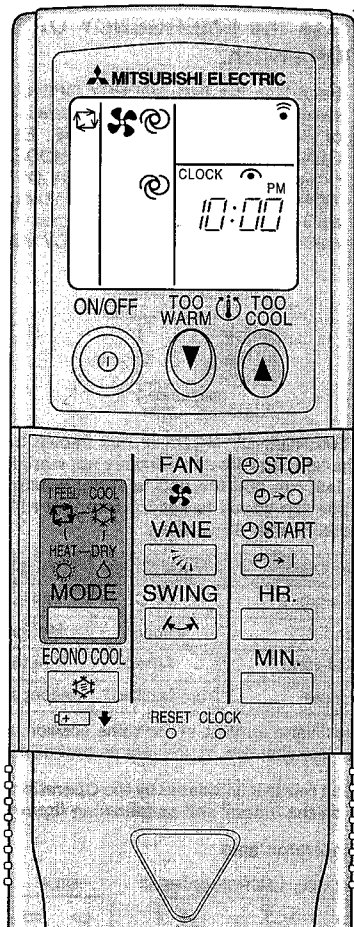 MITSUBISHI ELECTRIC
CLOCK
PM
10:00
ON/OFF
TOO WARM
TOO COOL
FAN
STOP
I FEEL COOL
VANE
START
HEAT DRY
MODE
SWING
HR.
ECONO COOL
MIN.
RESET CLOCK